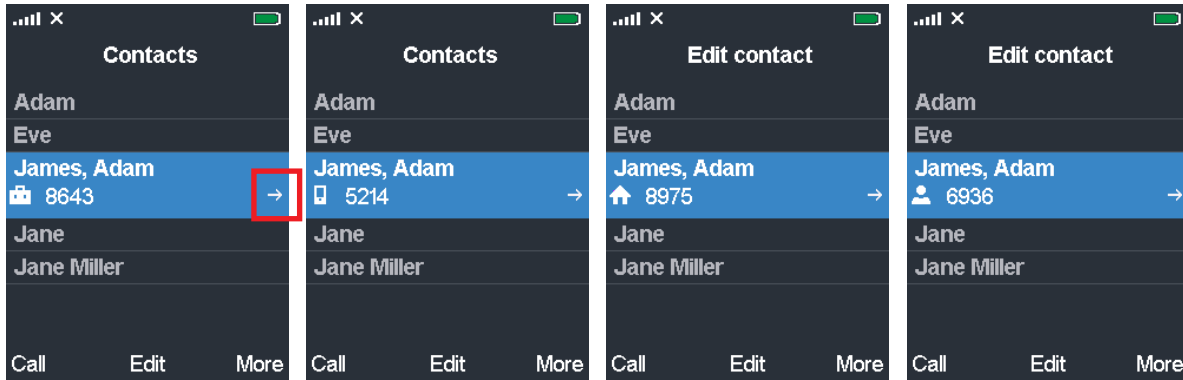 Contacts
Adam
Eve
James, Adam
8643
Jane
Jane Miller
Call Edit More
Contacts
Adam
Eve
James, Adam
5214
Jane
Jane Miller
Call Edit More
Edit contact
Adam
Eve
James, Adam
8975
Jane
Jane Miller
Call Edit More
Edit contact
Adam
Eve
James, Adam
6936
Jane
Jane Miller
Call Edit More